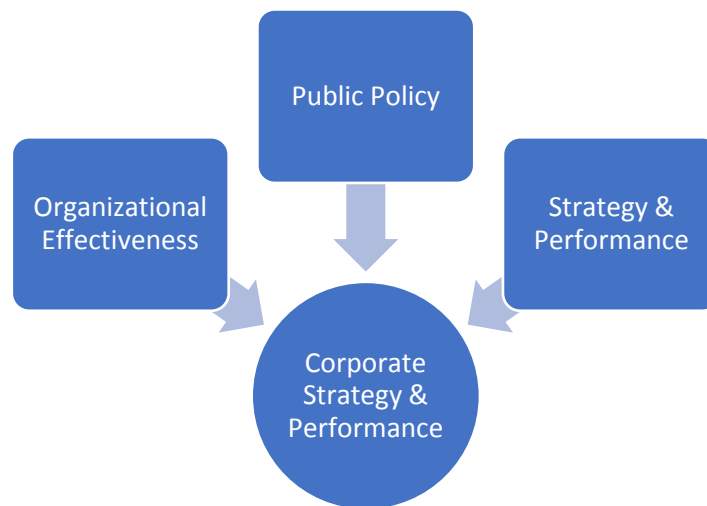 Public Policy
Organizational
Effectiveness
Strategy &
Performance
Corporate
Strategy &
Performance